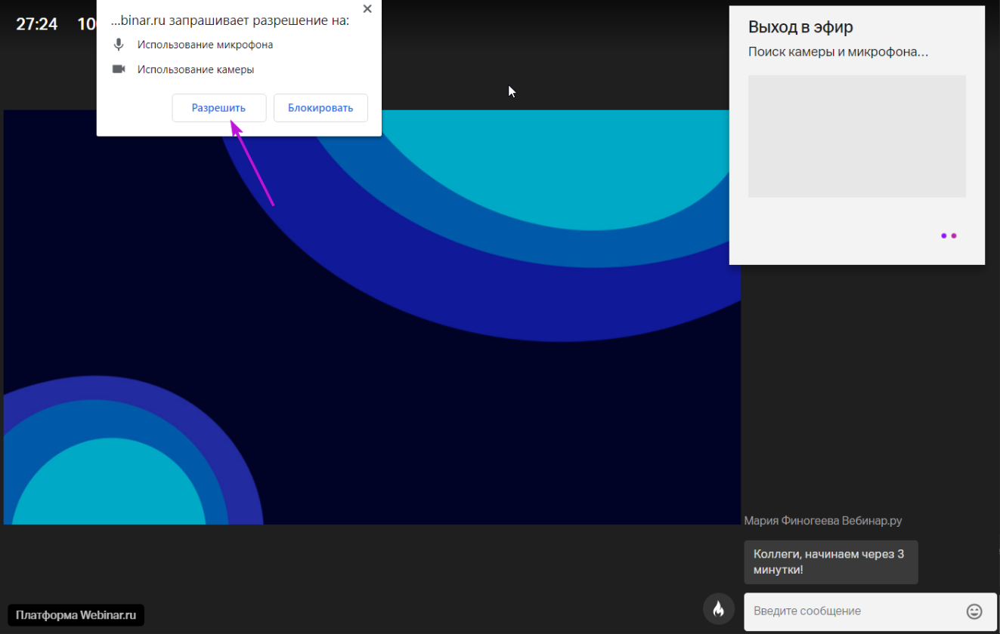 27:24
10
...binar.ru запрашивает разрешение на:
Использование микрофона
Использование камеры
Разрешить
Блокировать
Выход в эфир
Поиск камеры и микрофона...
Мария Финогеева Вебинар.ру
Коллеги, начинаем через 3
минутки!
Введите сообщение
Платформа Webinar.ru